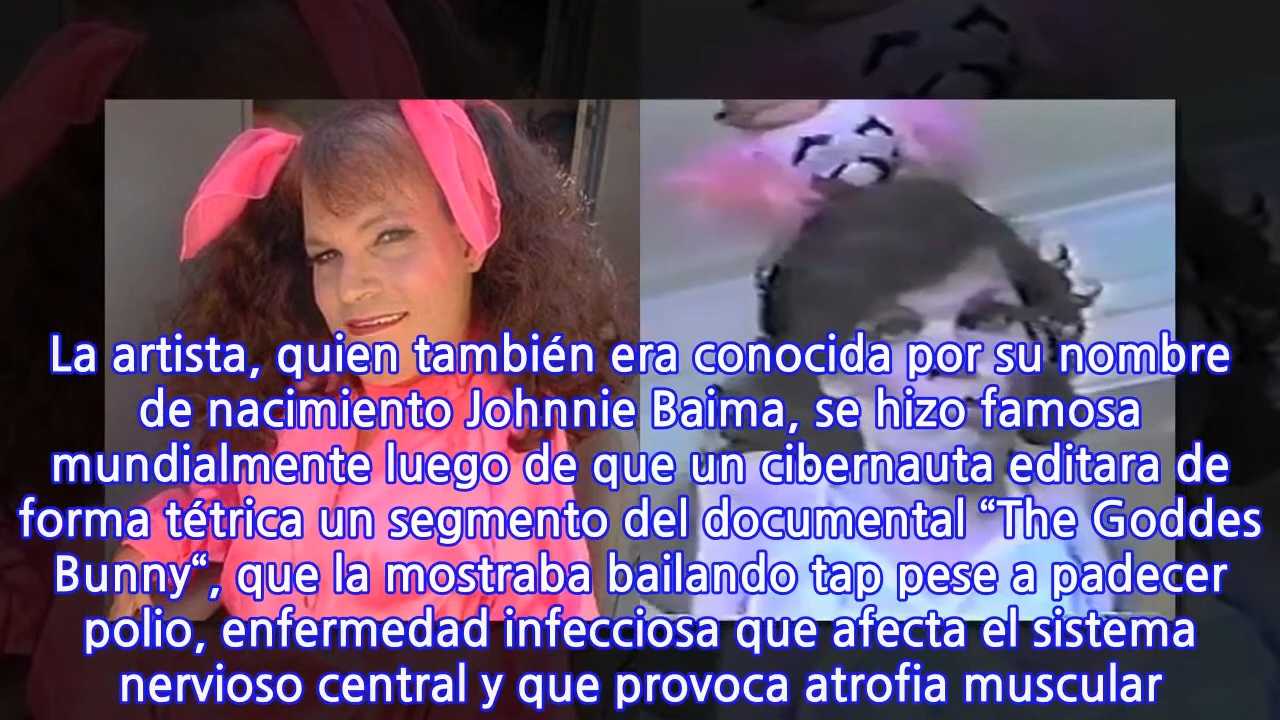 La artista, quien también era conocida por su nombre
de nacimiento Johnnie Baima, se hizo famosa
mundialmente luego de que un cibernauta editara de
forma tétrica un segmento del documental “The Goddes
Bunny“, que la mostraba bailando tap pese a padecer
polio, enfermedad infecciosa que afecta el sistema
nervioso central y que provoca atrofia muscular